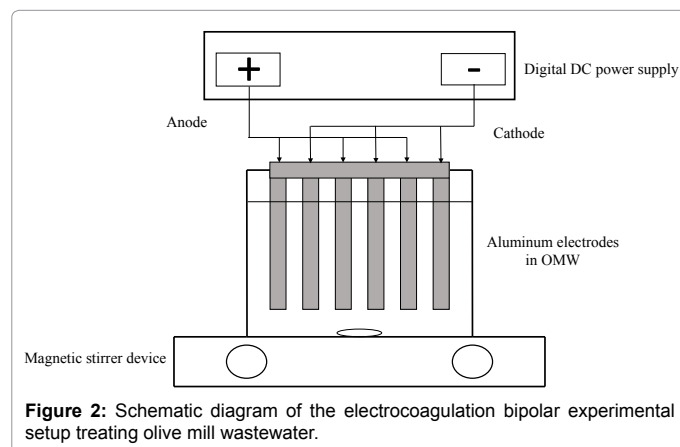 +
-
Digital DC power supply
Anode
Cathode
Aluminum electrodes
in OMW
Magnetic stirrer device
Figure 2: Schematic diagram of the electrocoagulation bipolar experimental
setup treating olive mill wastewater.